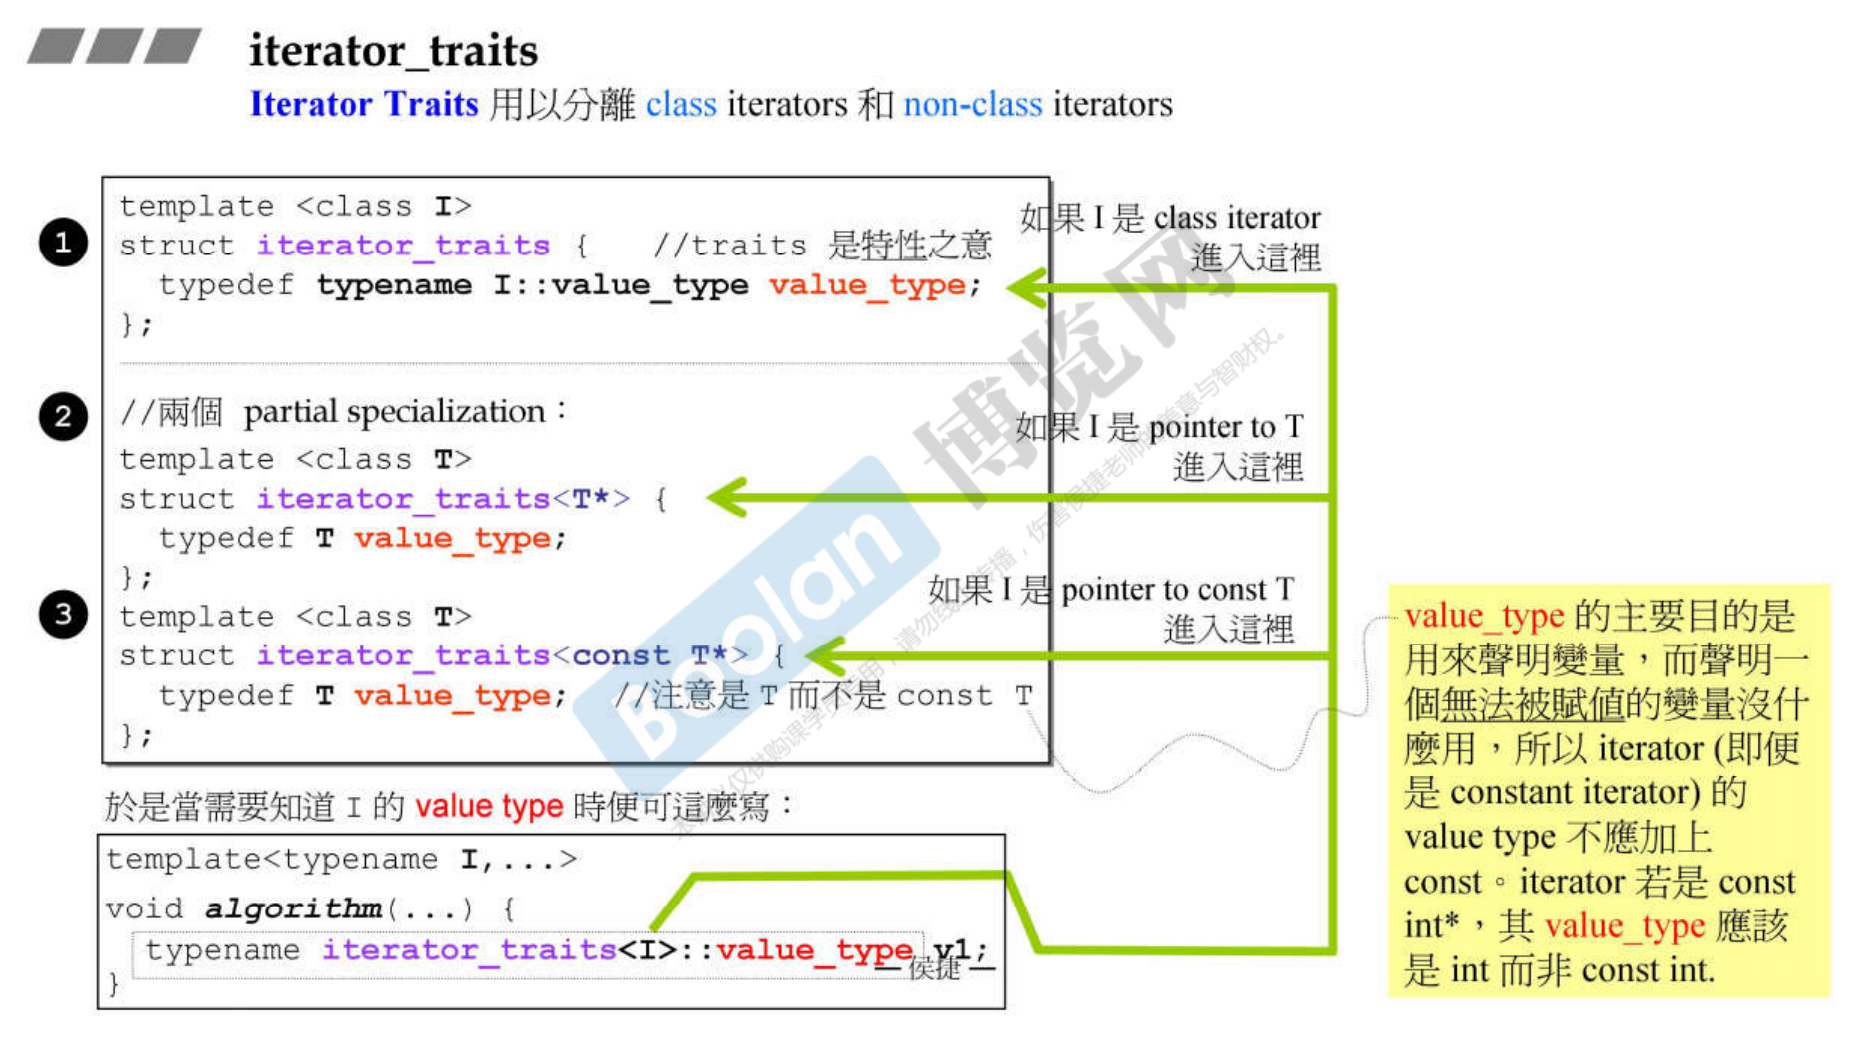 iterator_traits
Iterator Traits 用以分離 class iterators 和 non-class iterators
1
template <class I>
struct iterator_traits {    //traits 是特性之意
typedef typename I::value_type value_type;
};
如果 I 是 class iterator
進入這裡
2
//兩個 partial specialization：
template <class T>
struct iterator_traits<T*> {
typedef T value_type;
};
如果 I 是 pointer to T
進入這裡
3
template <class T>
struct iterator_traits<const T*> {
typedef T value_type;   //注意是 T 而不是 const T
};
如果 I 是 pointer to const T
進入這裡
於是當需要知道 I 的 value type 時便可這麼寫：
template<typename I,...>
void algorithm(...) {
typename iterator_traits<I>::value_type v1;
}
— 侯捷 —
value_type 的主要目的是
用來聲明變量，而聲明一
個無法被賦值的變量沒什
麼用，所以 iterator (即便
是 constant iterator) 的
value type 不應加上
const。iterator 若是 const
int*，其 value_type 應該
是 int 而非 const int.
Boolan
博览网